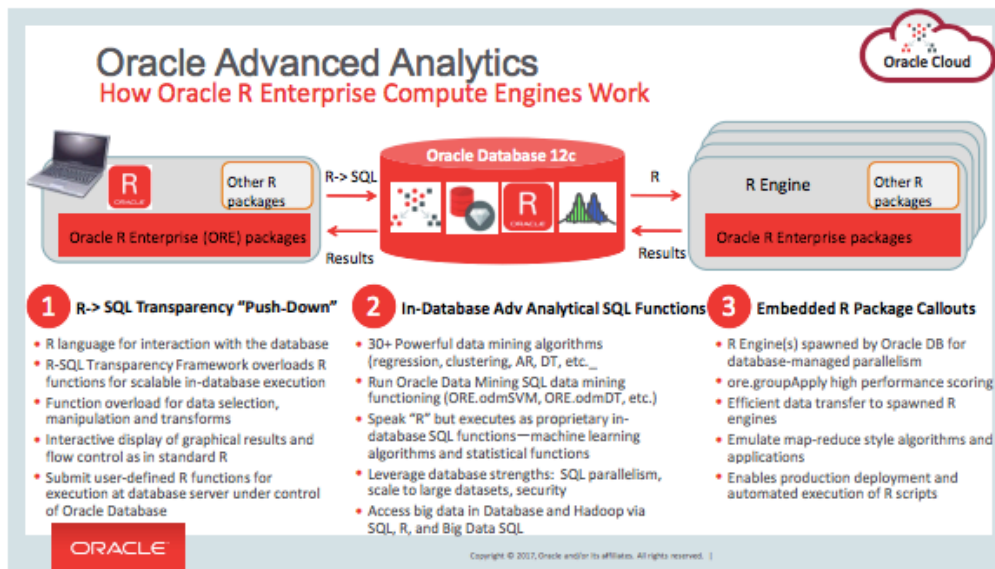 Oracle Advanced Analytics
How Oracle R Enterprise Compute Engines Work
Oracle Cloud
R
ORACLE
Other R
packages
Oracle R Enterprise (ORE) packages
R-> SQL
Results
Oracle Database 12c
R
ORACLE
R
Results
R Engine
Other R
packages
Oracle R Enterprise packages
1 R-> SQL Transparency “Push-Down”
• R language for interaction with the database
• R-SQL Transparency Framework overloads R
functions for scalable in-database execution
• Function overload for data selection,
manipulation and transforms
• Interactive display of graphical results and
flow control as in standard R
• Submit user-defined R functions for
execution at database server under control
of Oracle Database
2 In-Database Adv Analytical SQL Functions
• 30+ Powerful data mining algorithms
(regression, clustering, AR, DT, etc._
• Run Oracle Data Mining SQL data mining
functioning (ORE.odmSVM, ORE.odmDT, etc.)
• Speak “R” but executes as proprietary in-
database SQL functions—machine learning
algorithms and statistical functions
• Leverage database strengths: SQL parallelism,
scale to large datasets, security
• Access big data in Database and Hadoop via
SQL, R, and Big Data SQL
3 Embedded R Package Callouts
• R Engine(s) spawned by Oracle DB for
database-managed parallelism
• ore.groupApply high performance scoring
• Efficient data transfer to spawned R
engines
• Emulate map-reduce style algorithms and
applications
• Enables production deployment and
automated execution of R scripts
ORACLE
Copyright © 2017, Oracle and/or its affiliates. All rights reserved. |